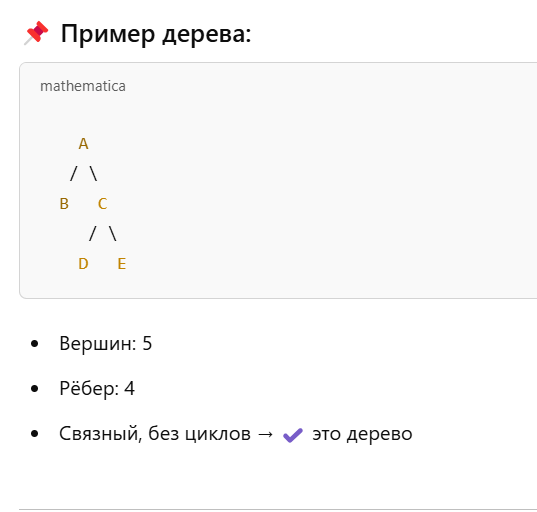 📌 Пример дерева:
mathematica
    A
   / \
  B   C
     / \
    D   E
• Вершин: 5
• Рёбер: 4
• Связный, без циклов → ✔ это дерево